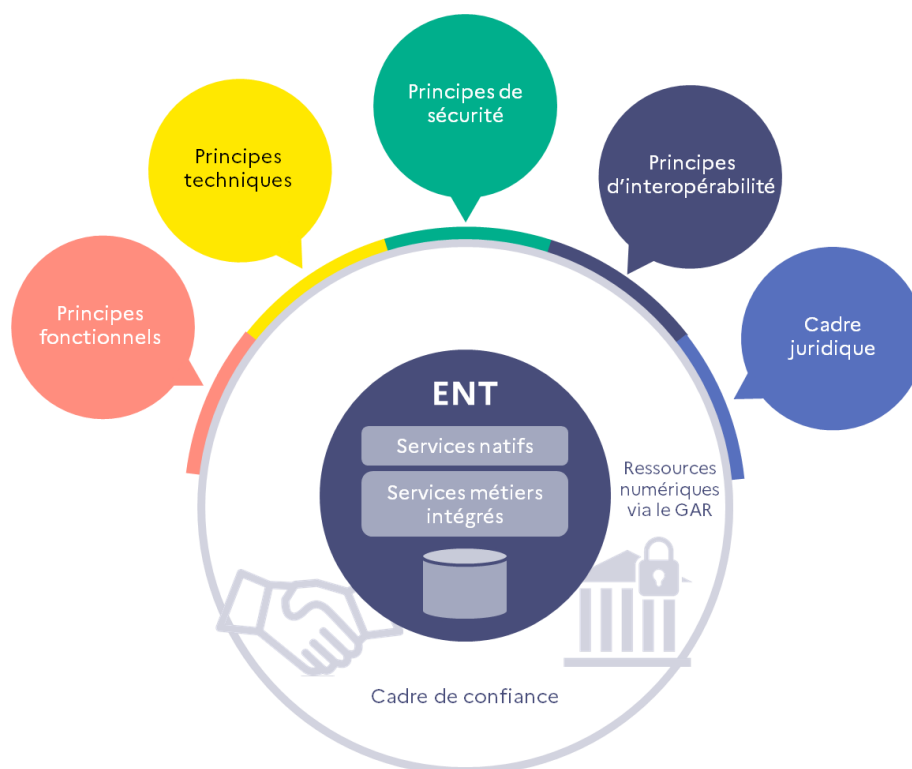 Principes de
sécurité
Principes
techniques
Principes
d'interopérabilité
Principes
fonctionnels
Cadre
juridique
ENT
Services natifs
Services métiers
intégrés
Ressources
numériques
via le GAR
Cadre de confiance